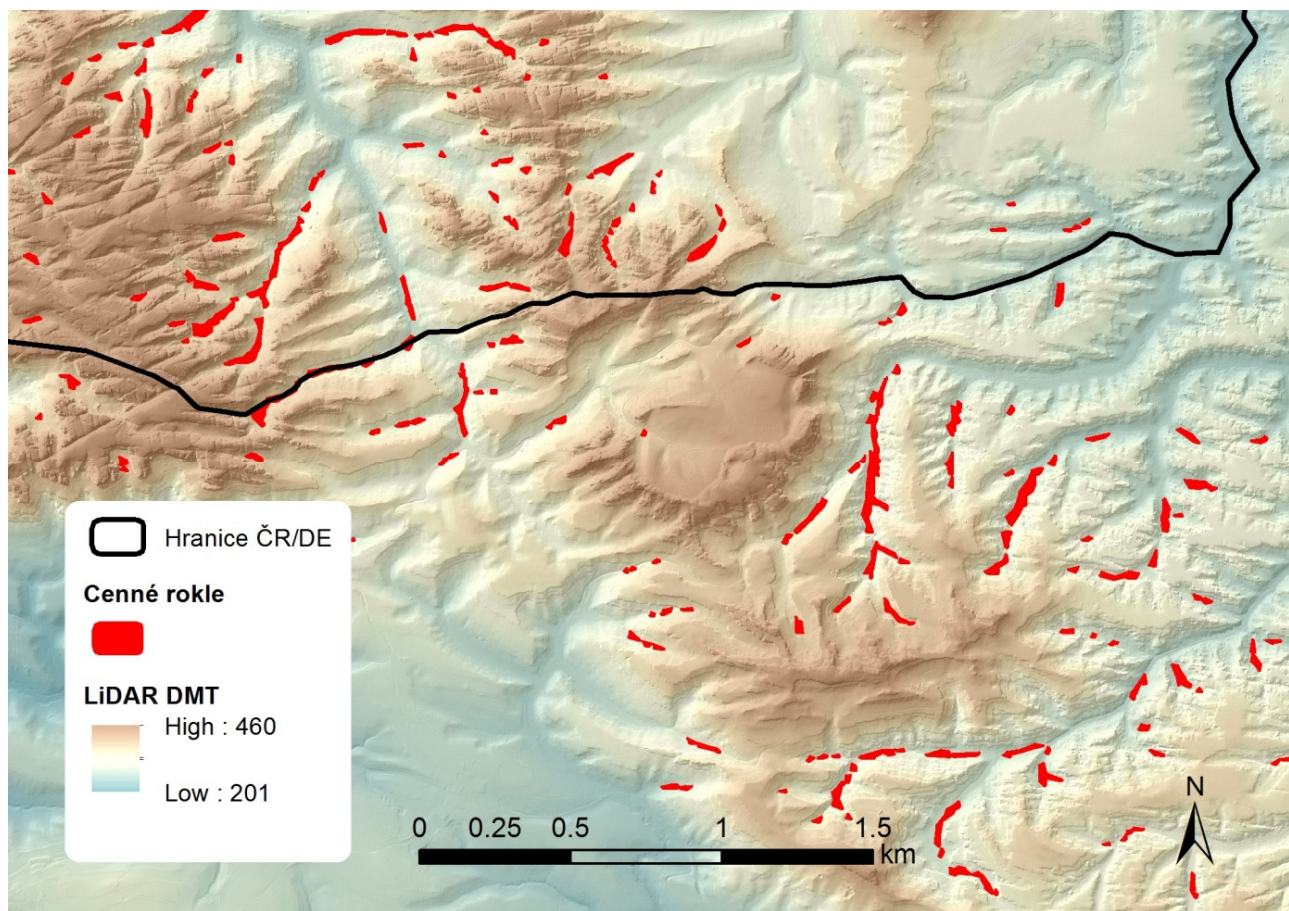 Hranice ČR/DE
Cenné rokle
LiDAR DMT
High : 460
Low : 201
0 0.25 0.5 1 1.5
km
N